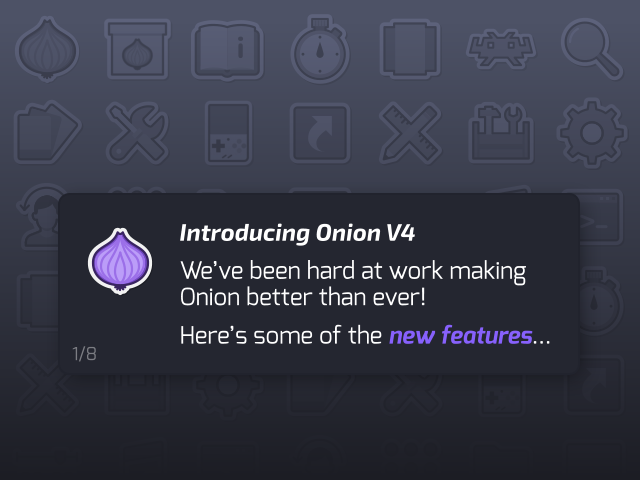 Introducing Onion V4
We've been hard at work making
Onion better than ever!
Here's some of the new features...
1/8